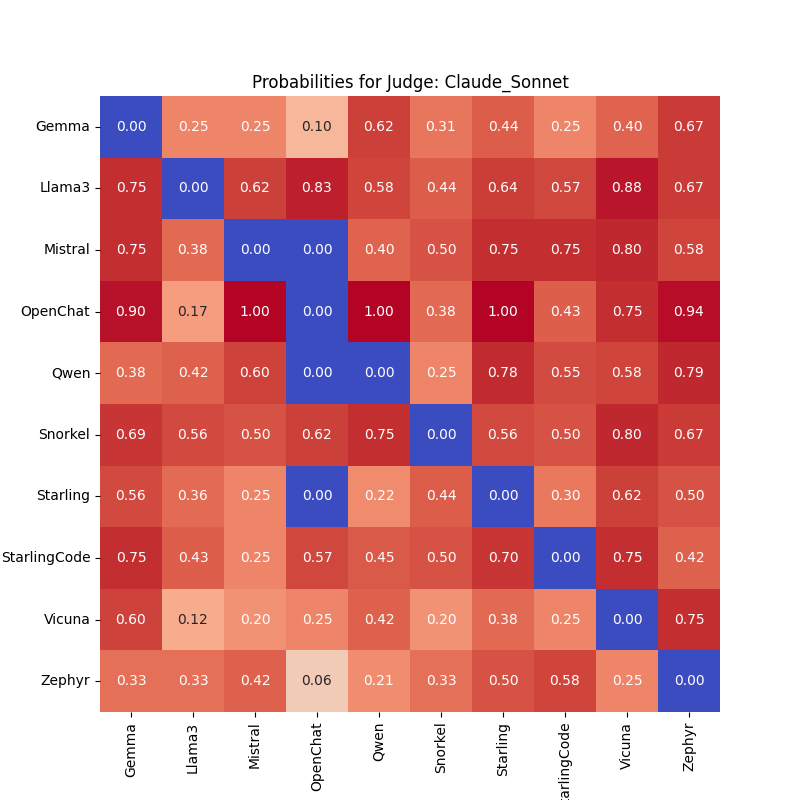 Probabilities for Judge: Claude_Sonnet
Gemma 0.00 0.25 0.25 0.10 0.62 0.31 0.44 0.25 0.40 0.67
Llama3 0.75 0.00 0.62 0.83 0.58 0.44 0.64 0.57 0.88 0.67
Mistral 0.75 0.38 0.00 0.00 0.40 0.50 0.75 0.75 0.80 0.58
OpenChat 0.90 0.17 1.00 0.00 1.00 0.38 1.00 0.43 0.75 0.94
Qwen 0.38 0.42 0.60 0.00 0.00 0.25 0.78 0.55 0.58 0.79
Snorkel 0.69 0.56 0.50 0.62 0.75 0.00 0.56 0.50 0.80 0.67
Starling 0.56 0.36 0.25 0.00 0.22 0.44 0.00 0.30 0.62 0.50
StarlingCode 0.75 0.43 0.25 0.57 0.45 0.50 0.70 0.00 0.75 0.42
Vicuna 0.60 0.12 0.20 0.25 0.42 0.20 0.38 0.25 0.00 0.75
Zephyr 0.33 0.33 0.42 0.06 0.21 0.33 0.50 0.58 0.25 0.00
Gemma Llama3 Mistral OpenChat Qwen Snorkel Starling arlingCode Vicuna Zephyr